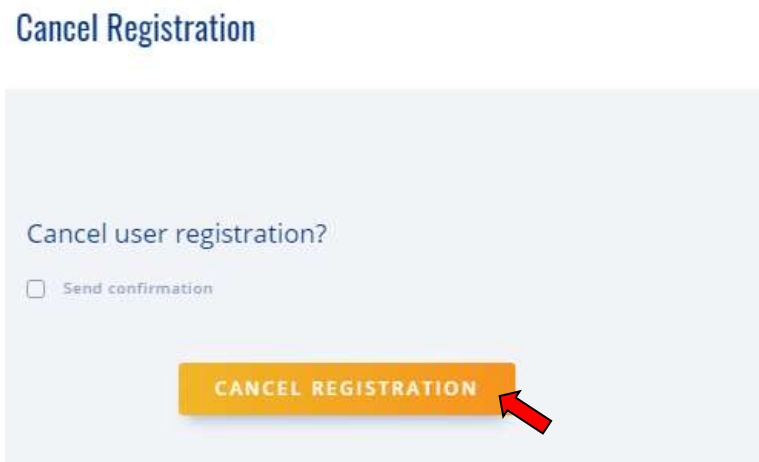 Cancel Registration
Cancel user registration?
Send confirmation
CANCEL REGISTRATION